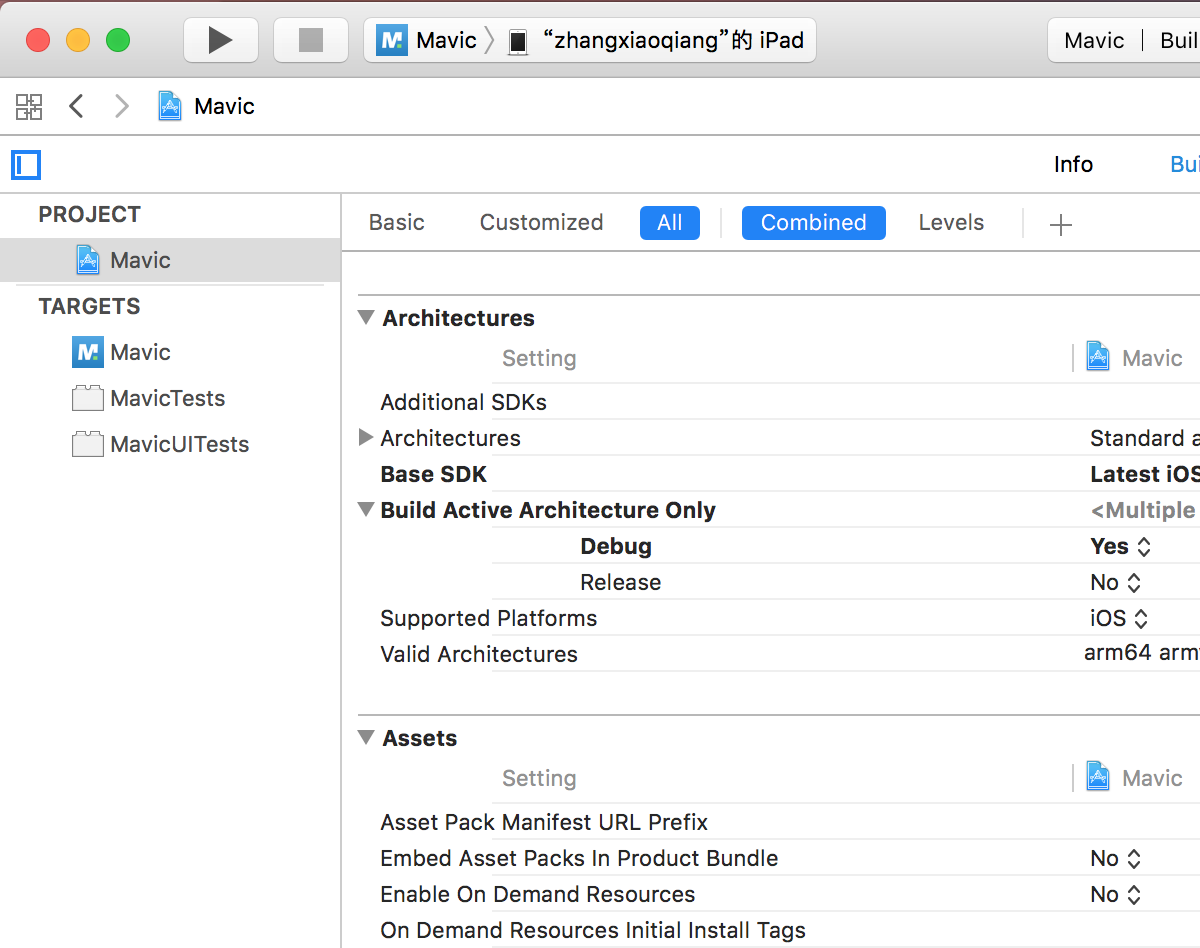 Mavic “zhangxiaoqiang”的 iPad Mavic | Buil
Mavic
Info Bui
PROJECT
Mavic
TARGETS
Mavic
MavicTests
MavicUITests
Basic Customized All Combined Levels
Architectures
Setting Mavic
Additional SDKs
Architectures Standard a
Base SDK Latest iOS
Build Active Architecture Only <Multiple
Debug Yes
Release No
Supported Platforms iOS
Valid Architectures arm64 arm
Assets
Setting Mavic
Asset Pack Manifest URL Prefix
Embed Asset Packs In Product Bundle No
Enable On Demand Resources No
On Demand Resources Initial Install Tags